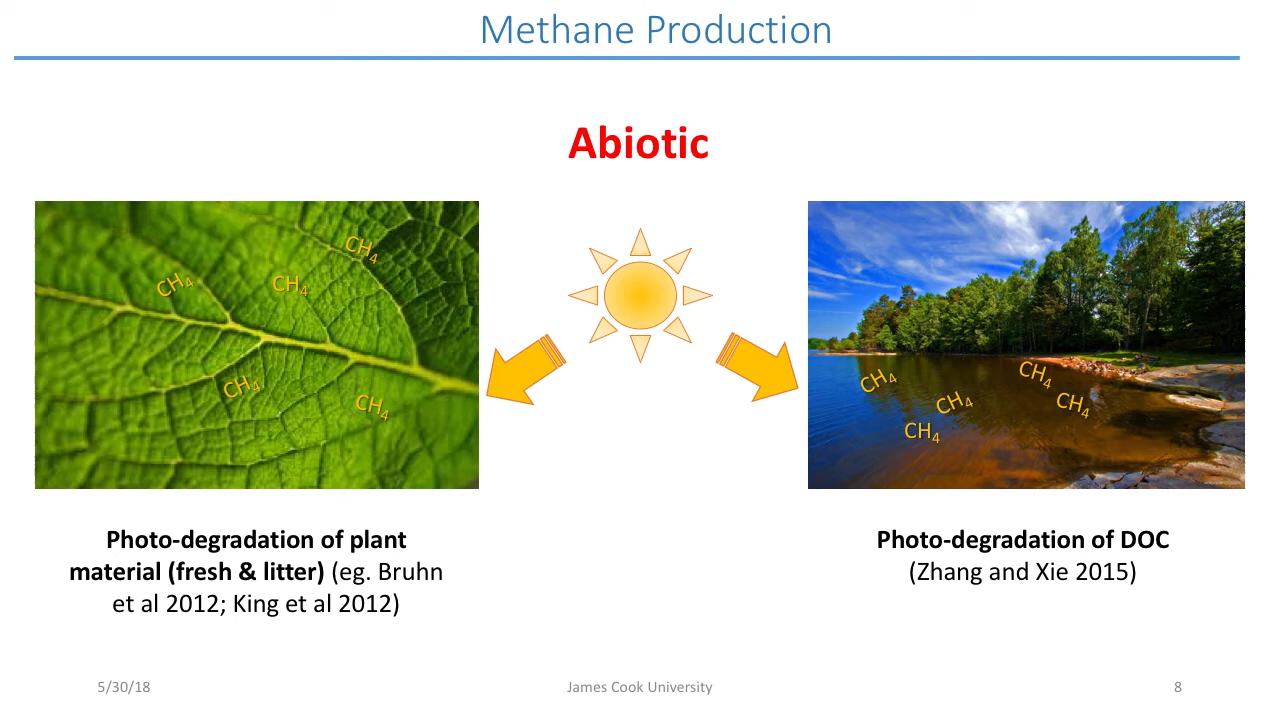 Methane Production
Abiotic
CH₄
CH₄
CH₄
CH₄
CH₄
CH₄
CH₄
CH₄
CH₄
CH₄
Photo-degradation of plant
material (fresh & litter) (eg. Bruhn
et al 2012; King et al 2012)
Photo-degradation of DOC
(Zhang and Xie 2015)
5/30/18
James Cook University
8